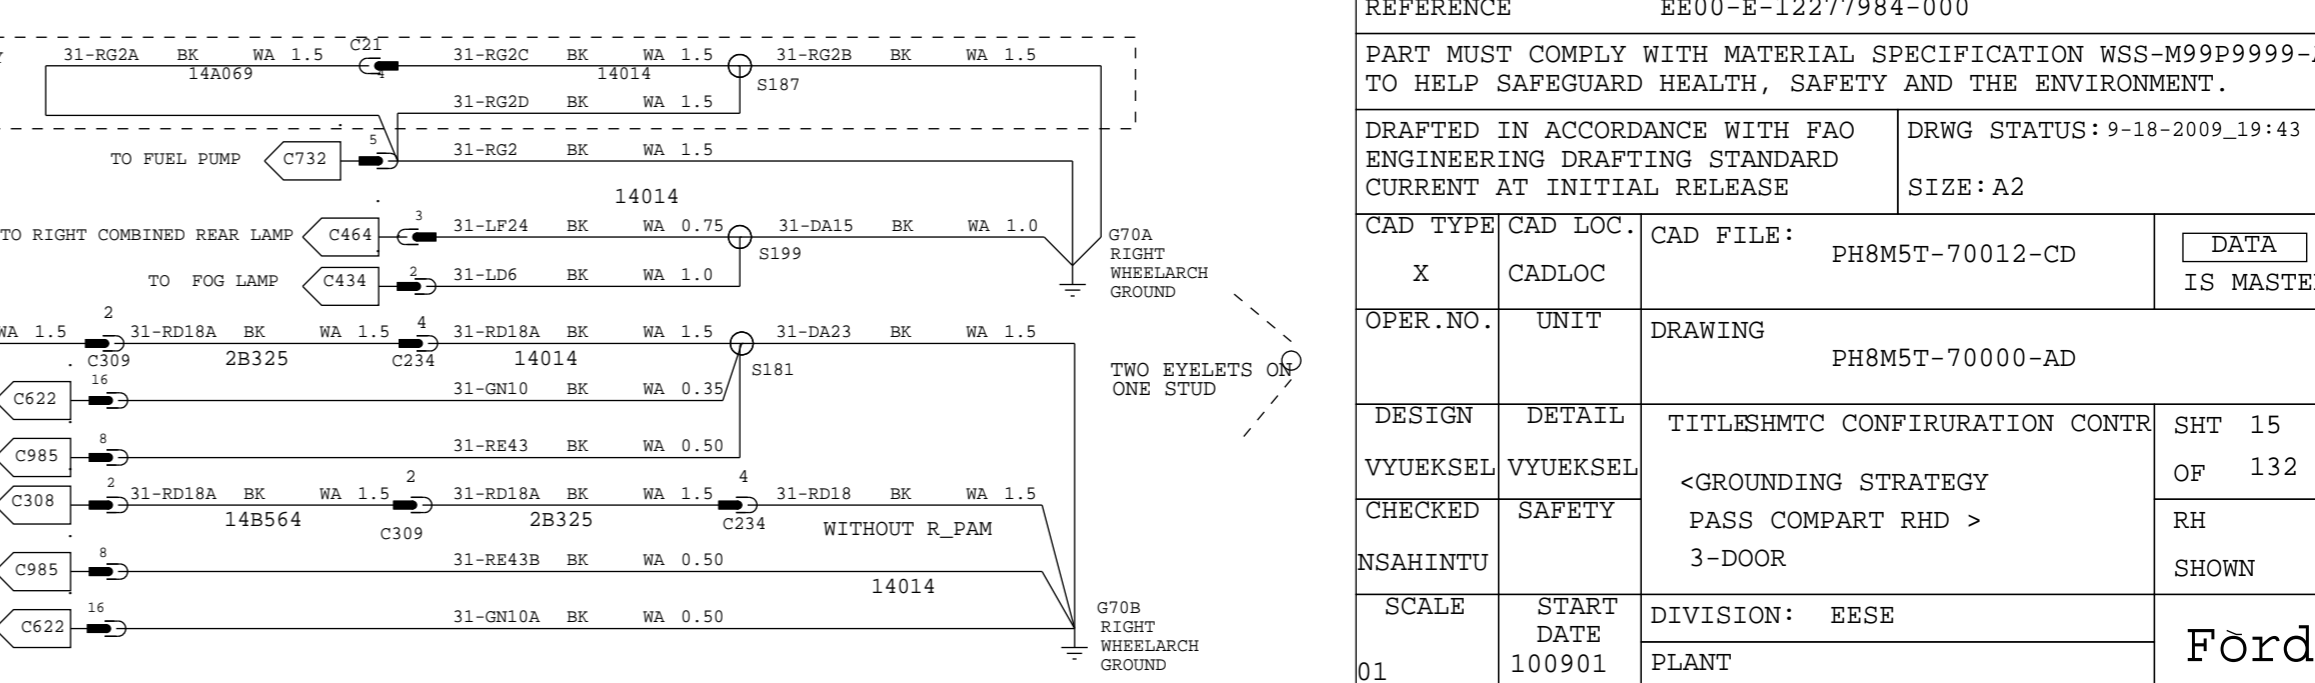 31-RG2A BK WA 1.5 C21 31-RG2C BK WA 1.5 31-RG2B BK WA 1.5
14A069 4 14014 S187
31-RG2D BK WA 1.5
TO FUEL PUMP C732 5 31-RG2 BK WA 1.5
14014
TO RIGHT COMBINED REAR LAMP C464 3 31-LF24 BK WA 0.75 31-DA15 BK WA 1.0
S199
G70A
RIGHT
WHEELARCH
GROUND
TO FOG LAMP C434 2 31-LD6 BK WA 1.0
WA 1.5 2 31-RD18A BK WA 1.5 4 31-RD18A BK WA 1.5 31-DA23 BK WA 1.5
C309 2B325 C234 14014 S181
TWO EYELETS ON
ONE STUD
C622 16 31-GN10 BK WA 0.35
C985 8 31-RE43 BK WA 0.50
C308 2 31-RD18A BK WA 1.5 2 31-RD18A BK WA 1.5 4 31-RD18 BK WA 1.5
14B564 C309 2B325 C234 WITHOUT R_PAM
C985 8 31-RE43B BK WA 0.50
14014
C622 16 31-GN10A BK WA 0.50
G70B
RIGHT
WHEELARCH
GROUND
REFERENCE EE00-E-12277984-000
PART MUST COMPLY WITH MATERIAL SPECIFICATION WSS-M99P9999-
TO HELP SAFEGUARD HEALTH, SAFETY AND THE ENVIRONMENT.
DRAFTED IN ACCORDANCE WITH FAO
ENGINEERING DRAFTING STANDARD
CURRENT AT INITIAL RELEASE
DRWG STATUS: 9-18-2009_19:43
SIZE: A2
CAD TYPE
X
CAD LOC.
CADLOC
CAD FILE:
PH8M5T-70012-CD
DATA
IS MASTE
OPER.NO.
UNIT
DRAWING
PH8M5T-70000-AD
DESIGN
VYUEKSEL
DETAIL
VYUEKSEL
TITLESHMTC CONFIRURATION CONTR
<GROUNDING STRATEGY
PASS COMPART RHD >
3-DOOR
SHT 15
OF 132
CHECKED
NSAHINTU
SAFETY
RH
SHOWN
SCALE
01
START
DATE
100901
DIVISION: EESE
PLANT
Ford